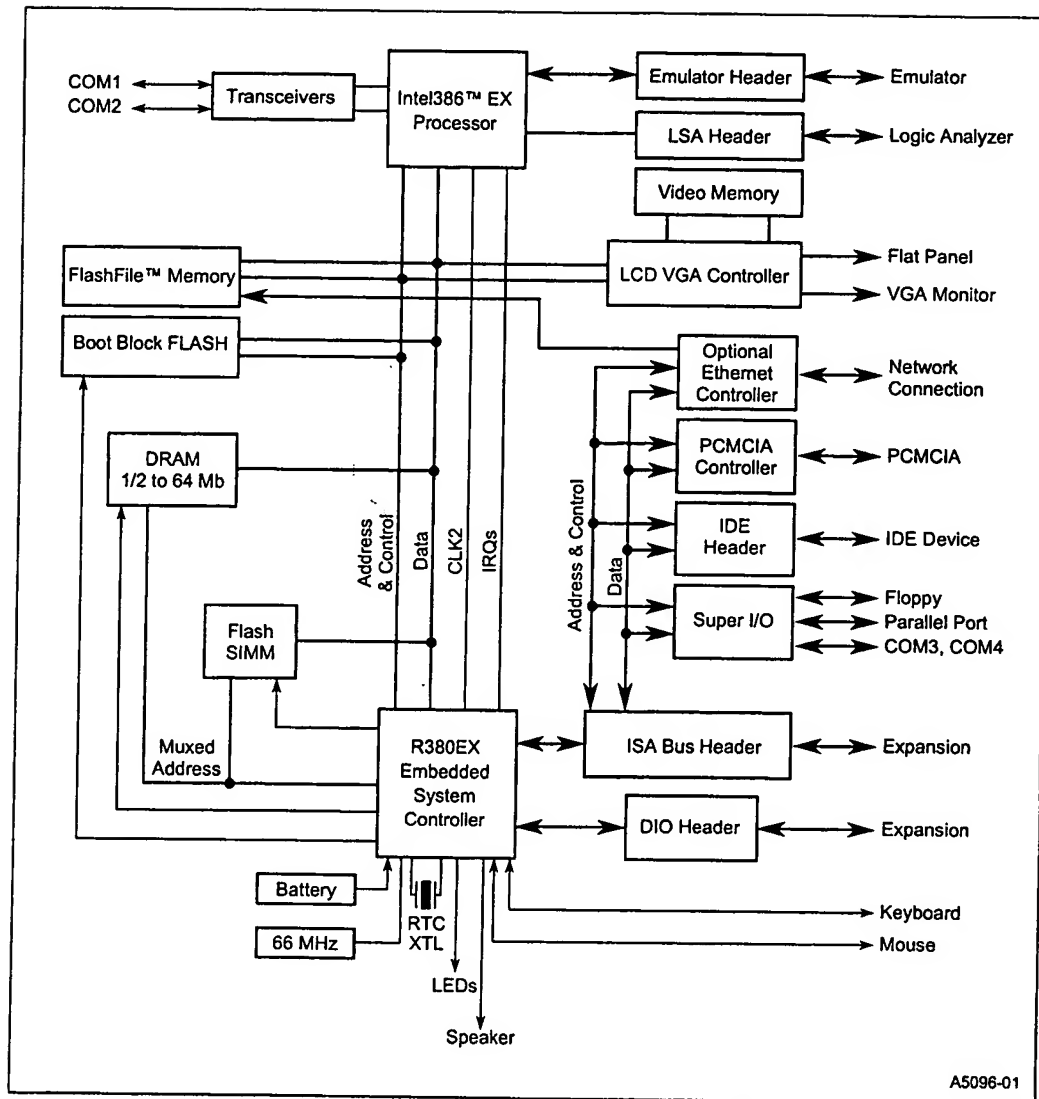 COM1
COM2
Transceivers
Intel386™ EX
Processor
Emulator Header
Emulator
LSA Header
Logic Analyzer
Video Memory
FlashFile™ Memory
LCD VGA Controller
Flat Panel
VGA Monitor
Boot Block FLASH
Optional
Ethernet
Controller
Network
Connection
DRAM
1/2 to 64 Mb
PCMCIA
Controller
PCMCIA
Address
& Control
Data
CLK2
IRQs
Address & Control
Data
IDE
Header
IDE Device
Flash
SIMM
Super I/O
Floppy
Parallel Port
COM3, COM4
Muxed
Address
R380EX
Embedded
System
Controller
ISA Bus Header
Expansion
DIO Header
Expansion
Battery
66 MHz
RTC
XTL
LEDs
Speaker
Keyboard
Mouse
A5096-01